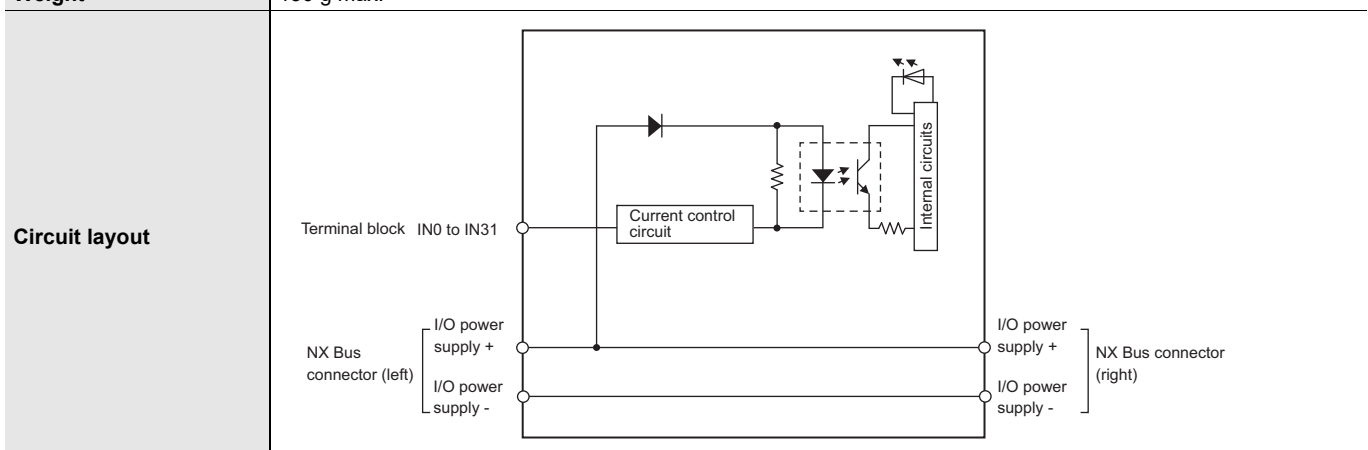 Circuit layout
Terminal block IN0 to IN31
Current control
circuit
Internal circuits
NX Bus
connector (left)
I/O power
supply +
I/O power
supply -
I/O power
supply +
I/O power
supply -
NX Bus connector
(right)